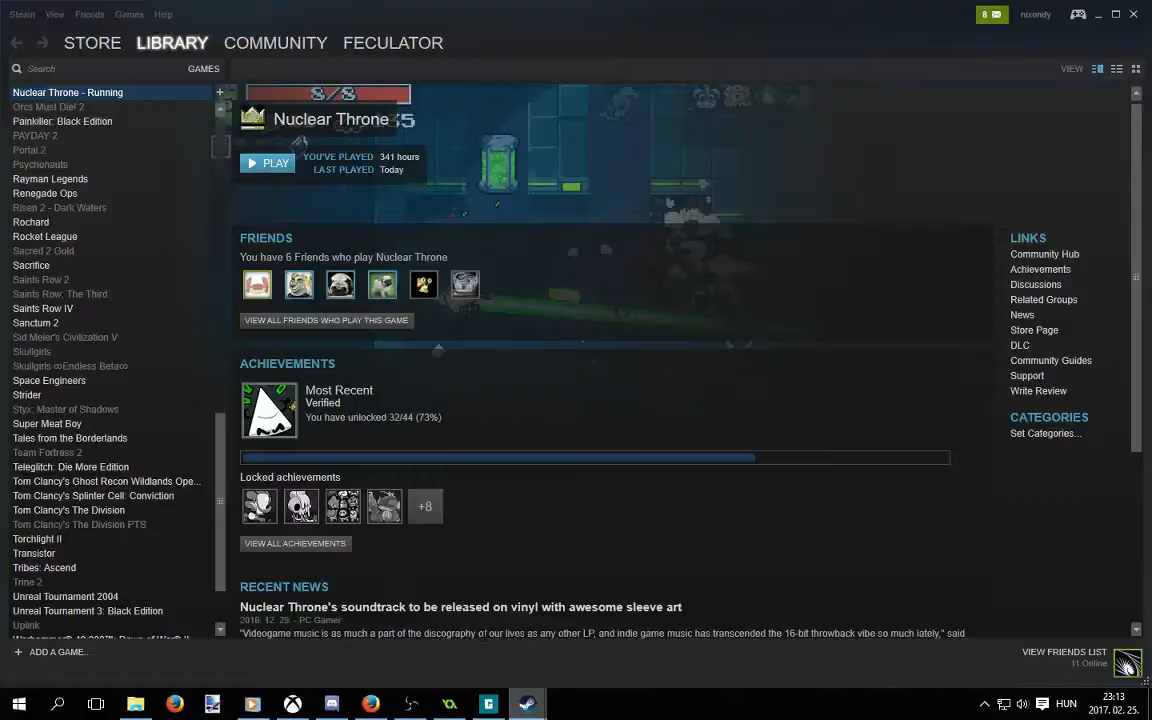 Steam View Friends Games Help
8
nixondy
STORE LIBRARY COMMUNITY FECULATOR
Search GAMES
VIEW
Nuclear Throne - Running
Orcs Must Die! 2
Painkiller: Black Edition
PAYDAY 2
Portal 2
Psychonauts
Rayman Legends
Renegade Ops
Risen 2 - Dark Waters
Rochard
Rocket League
Sacred 2 Gold
Sacrifice
Saints Row 2
Saints Row: The Third
Saints Row IV
Sanctum 2
Sid Meier's Civilization V
Skullgirls
Skullgirls ∞Endless Beta∞
Space Engineers
Strider
Styx: Master of Shadows
Super Meat Boy
Tales from the Borderlands
Team Fortress 2
Teleglitch: Die More Edition
Tom Clancy's Ghost Recon Wildlands Ope...
Tom Clancy's Splinter Cell: Conviction
Tom Clancy's The Division
Tom Clancy's The Division PTS
Torchlight II
Transistor
Tribes: Ascend
Trine 2
Unreal Tournament 2004
Unreal Tournament 3: Black Edition
Uplink
+ ADD A GAME...
8/8
Nuclear Throne
PLAY
YOU'VE PLAYED 341 hours
LAST PLAYED Today
FRIENDS
You have 6 Friends who play Nuclear Throne
VIEW ALL FRIENDS WHO PLAY THIS GAME
ACHIEVEMENTS
Most Recent
Verified
You have unlocked 32/44 (73%)
Locked achievements
+8
VIEW ALL ACHIEVEMENTS
RECENT NEWS
Nuclear Throne's soundtrack to be released on vinyl with awesome sleeve art
2016. 12. 29. - PC Gamer
"Videogame music is as much a part of the discography of our lives as any other LP, and indie game music has transcended the 16-bit throwback vibe so much lately," said
LINKS
Community Hub
Achievements
Discussions
Related Groups
News
Store Page
DLC
Community Guides
Support
Write Review
CATEGORIES
Set Categories...
VIEW FRIENDS LIST
11 Online
HUN
23:13
2017. 02. 25.